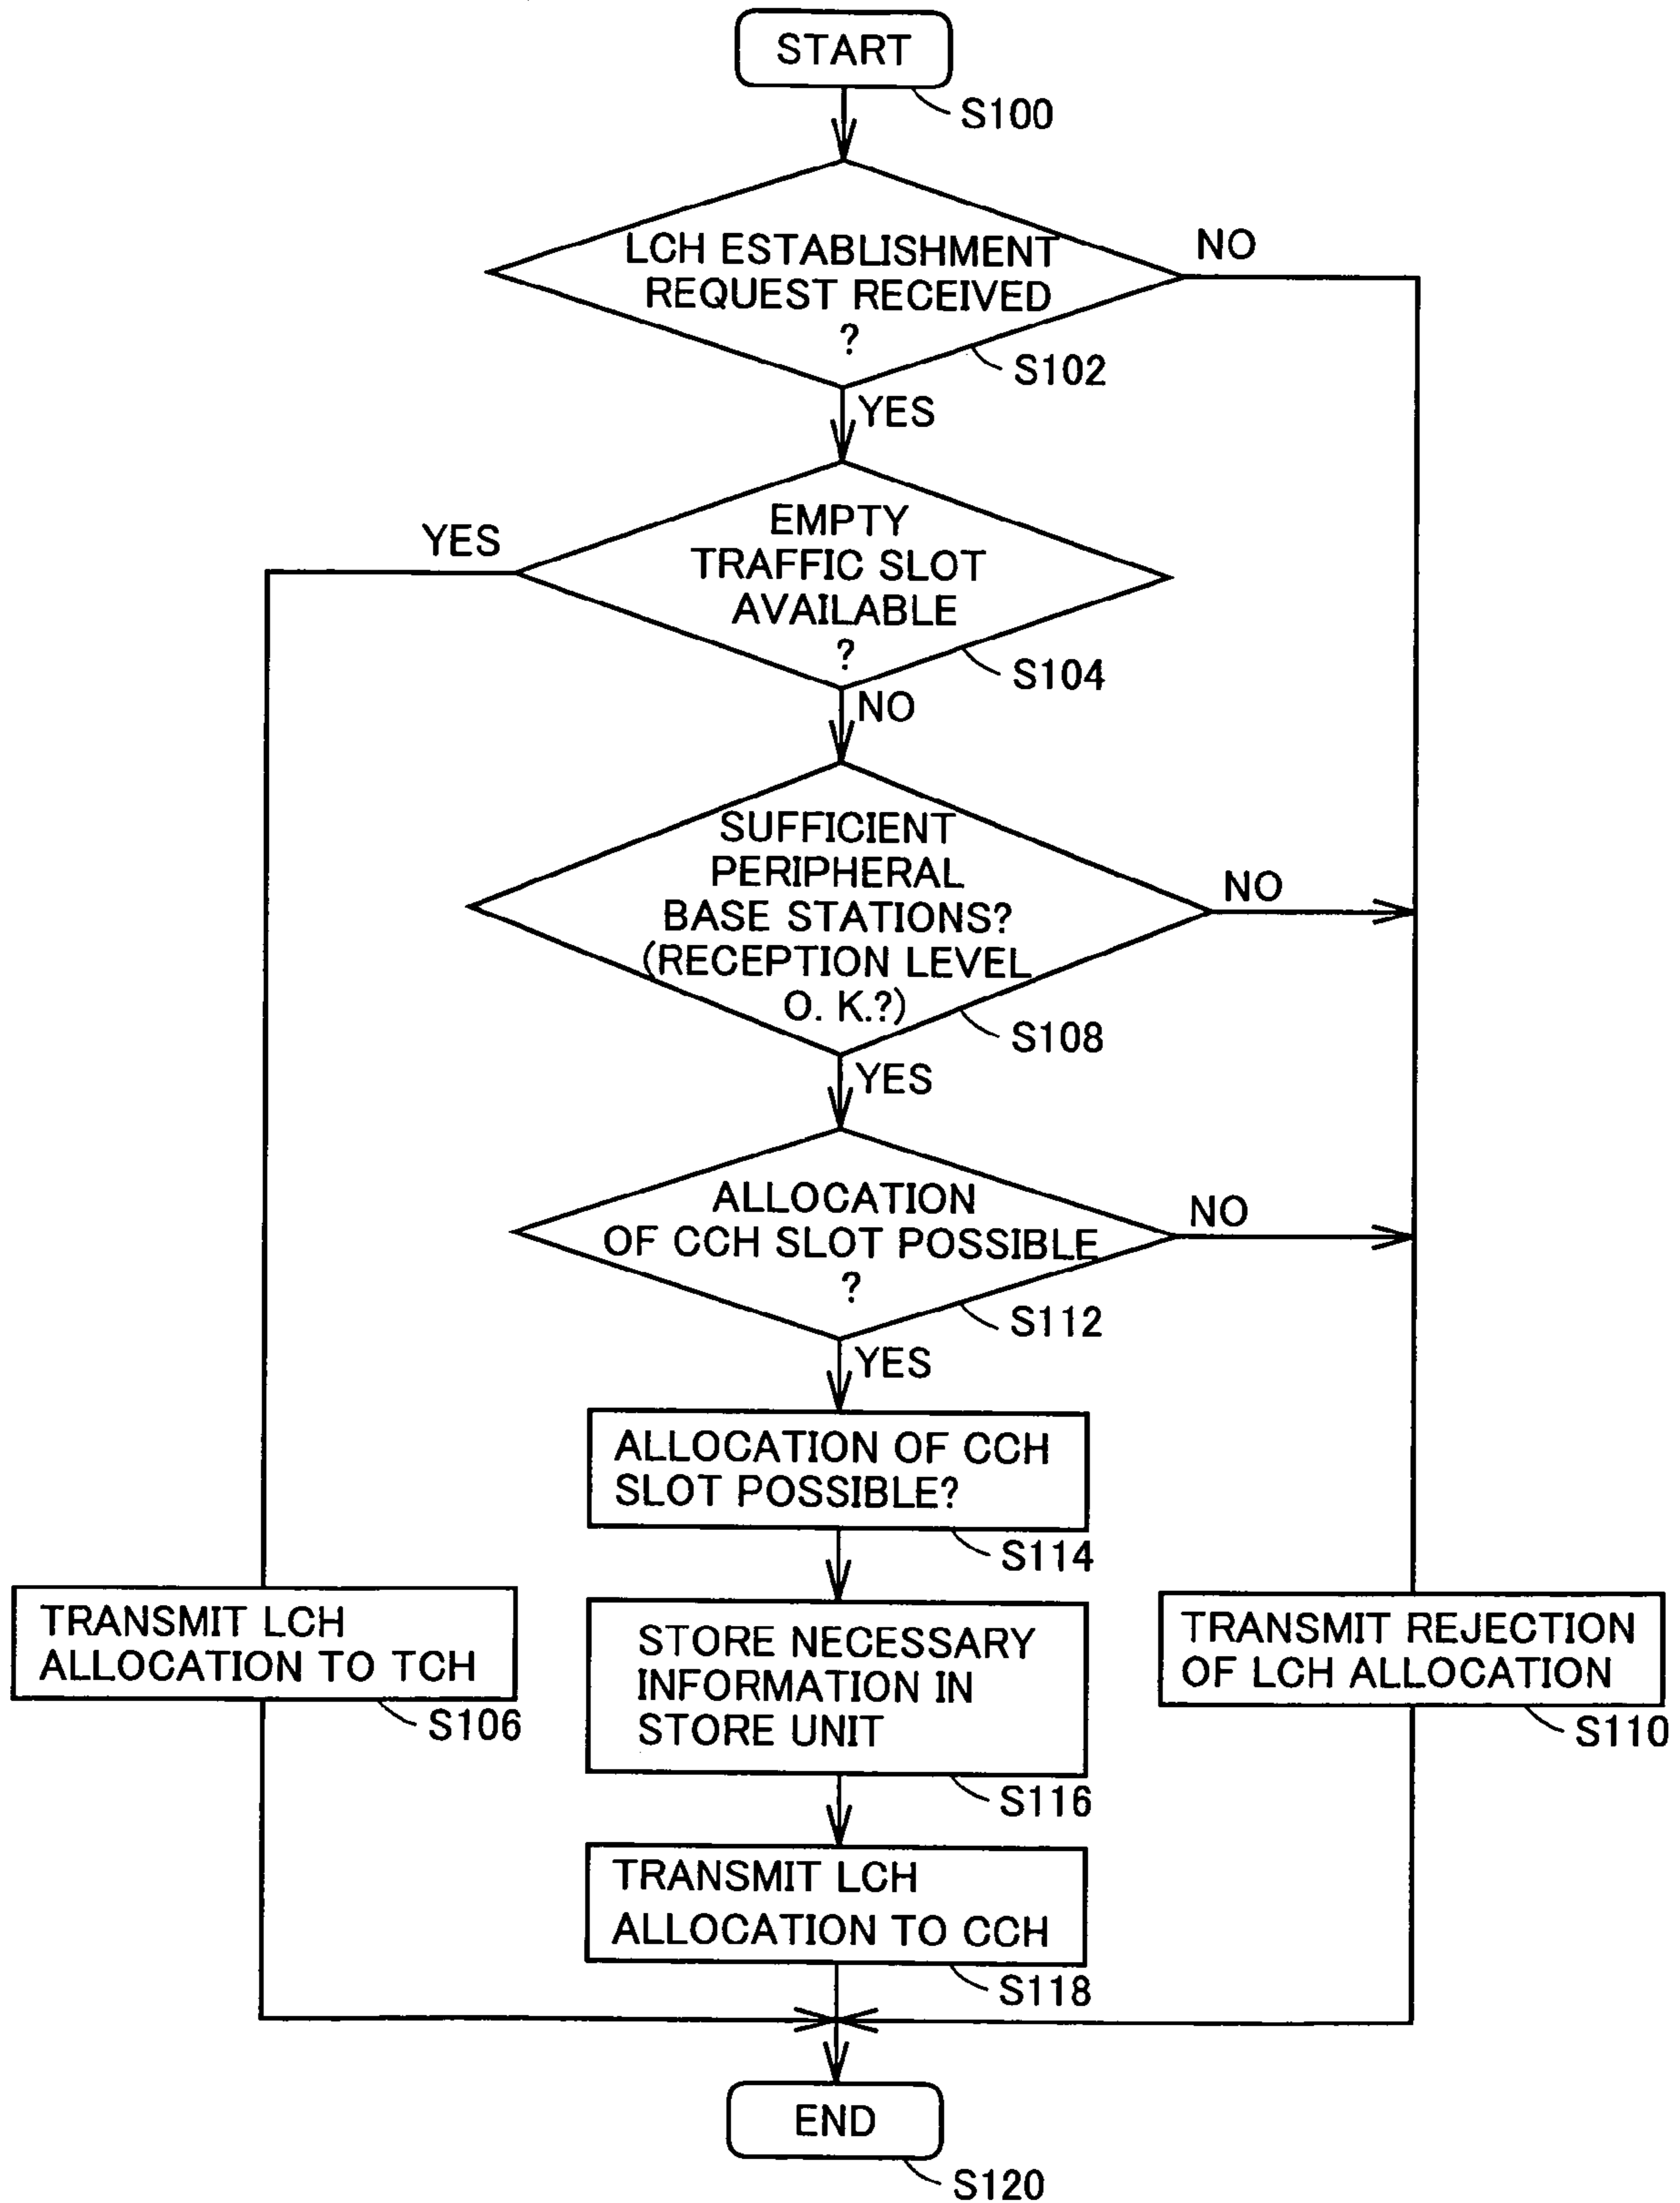 START
S100
LCH ESTABLISHMENT
REQUEST RECEIVED
?
NO
S102
YES
EMPTY
TRAFFIC SLOT
AVAILABLE
?
YES
S104
NO
SUFFICIENT
PERIPHERAL
BASE STATIONS?
(RECEPTION LEVEL
O. K.?)
NO
S108
YES
ALLOCATION
OF CCH SLOT POSSIBLE
?
NO
S112
YES
ALLOCATION OF CCH
SLOT POSSIBLE?
S114
TRANSMIT LCH
ALLOCATION TO TCH
S106
STORE NECESSARY
INFORMATION IN
STORE UNIT
S116
TRANSMIT REJECTION
OF LCH ALLOCATION
S110
TRANSMIT LCH
ALLOCATION TO CCH
S118
END
S120